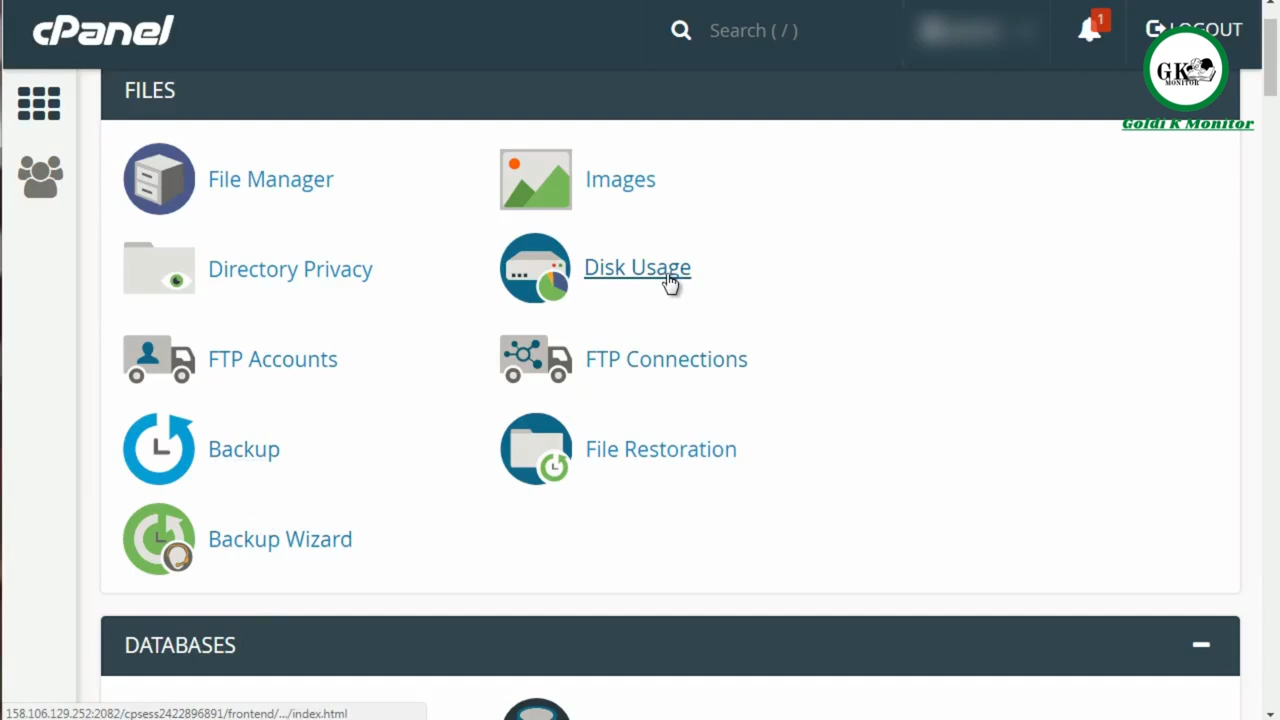 cPanel
Search ( / )
1
LOGOUT
GK
MONITOR
Goldi K Monitor
FILES
File Manager
Images
Directory Privacy
Disk Usage
FTP Accounts
FTP Connections
Backup
File Restoration
Backup Wizard
DATABASES
158.106.129.252:2082/cpsess2422896891/frontend/.../index.html